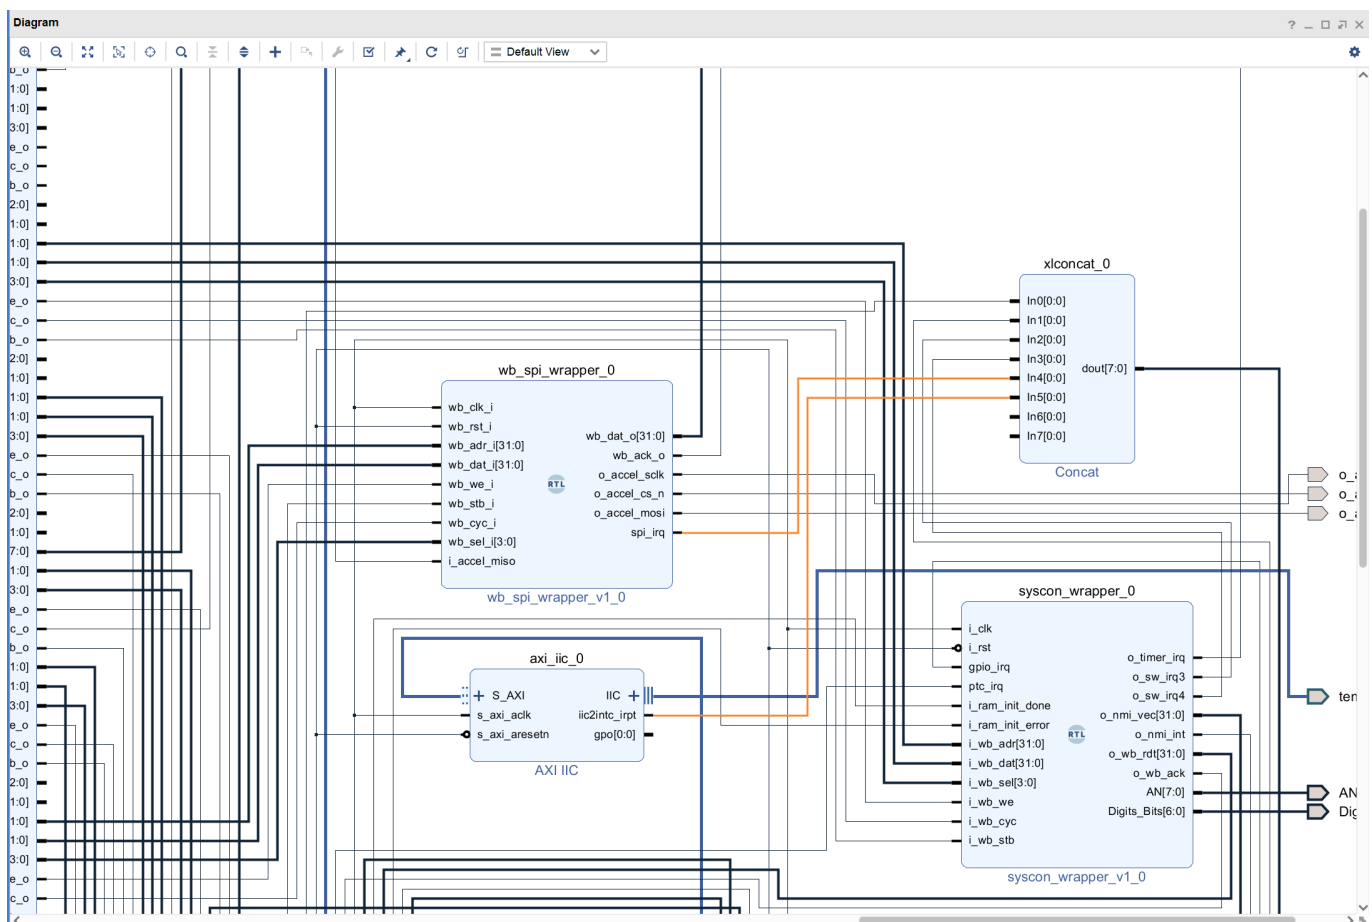 Diagram
Default View
b_o
1:0]
1:0]
3:0]
e_o
c_o
b_o
2:0]
1:0]
1:0]
1:0]
3:0]
e_o
c_o
b_o
2:0]
1:0]
1:0]
1:0]
3:0]
e_o
c_o
b_o
2:0]
1:0]
7:0]
1:0]
3:0]
e_o
c_o
b_o
1:0]
1:0]
3:0]
e_o
c_o
b_o
2:0]
1:0]
1:0]
1:0]
3:0]
e_o
c_o
xlconcat_0
In0[0:0]
In1[0:0]
In2[0:0]
In3[0:0]
In4[0:0]
In5[0:0]
In6[0:0]
In7[0:0]
dout[7:0]
Concat
wb_spi_wrapper_0
wb_clk_i
wb_rst_i
wb_adr_i[31:0]
wb_dat_i[31:0]
wb_we_i
wb_stb_i
wb_cyc_i
wb_sel_i[3:0]
i_accel_miso
RTL
wb_dat_o[31:0]
wb_ack_o
o_accel_sclk
o_accel_cs_n
o_accel_mosi
spi_irq
wb_spi_wrapper_v1_0
axi_iic_0
S_AXI
s_axi_aclk
s_axi_aresetn
IIC
iic2intc_irpt
gpo[0:0]
AXI IIC
syscon_wrapper_0
i_clk
i_rst
gpio_irq
ptc_irq
i_ram_init_done
i_ram_init_error
i_wb_adr[31:0]
i_wb_dat[31:0]
i_wb_sel[3:0]
i_wb_we
i_wb_cyc
i_wb_stb
RTL
o_timer_irq
o_sw_irq3
o_sw_irq4
o_nmi_vec[31:0]
o_nmi_int
o_wb_rdt[31:0]
o_wb_ack
AN[7:0]
Digits_Bits[6:0]
syscon_wrapper_v1_0
o_a
o_a
o_a
ten
AN
Dig